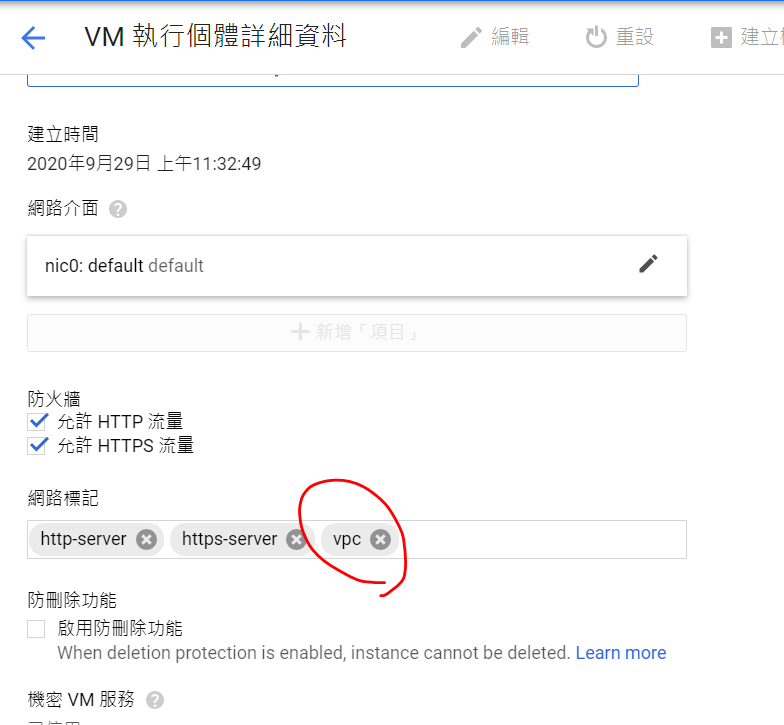 VM 執行個體詳細資料
編輯
重設
建立
建立時間
2020年9月29日 上午11:32:49
網路介面 ?
nic0: default default
新增「項目」
防火牆
允許 HTTP 流量
允許 HTTPS 流量
網路標記
http-server https-server vpc
防刪除功能
啟用防刪除功能
When deletion protection is enabled, instance cannot be deleted. Learn more
機密 VM 服務 ?